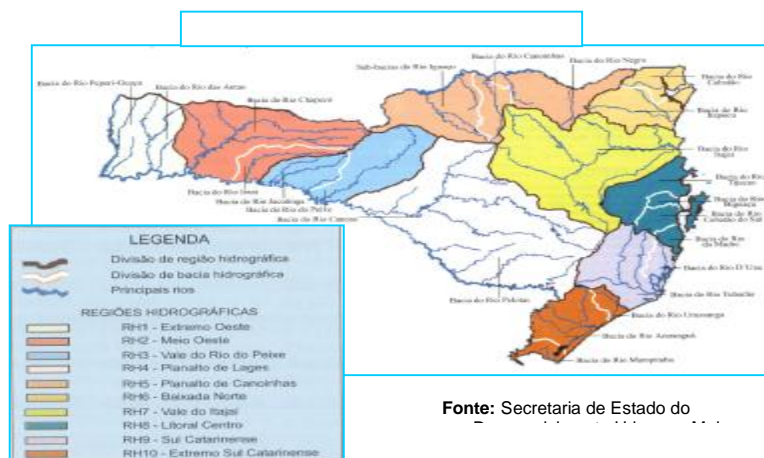 Bacia do Rio Canoinhas
Sub-bacias do Rio Iguaçu
Bacia do Rio Negro
Bacia do Rio Peperi-Guaçu
Bacia do Rio das Antas
Bacia do Rio Chapecó
Bacia do Rio
Cubatão
Bacia do Rio
Itapocu
Bacia do Rio
Itajaí
Bacia do Rio
Tijucas
Bacia do Rio
Biguaçu
Bacia do Rio
Cubatão do Sul
Bacia do Rio
da Madre
Bacia do Rio Irani
Bacia do Rio Jacutinga
Bacia do Rio do Peixe
Bacia do Rio Canoas
Bacia do Rio D'Una
Bacia do Rio Tubarão
Bacia do Rio Pelotas
Bacia do Rio Urussanga
Bacia do Rio Araranguá
Bacia do Rio Mampituba
LEGENDA
Divisão de região hidrográfica
Divisão de bacia hidrográfica
Principais rios
REGIÕES HIDROGRÁFICAS
RH1 - Extremo Oeste
RH2 - Meio Oeste
RH3 - Vale do Rio do Peixe
RH4 - Planalto de Lages
RH5 - Planalto de Canoinhas
RH6 - Baixada Norte
RH7 - Vale do Itajaí
RH8 - Litoral Centro
RH9 - Sul Catarinense
RH10 - Extremo Sul Catarinense
Fonte: Secretaria de Estado do